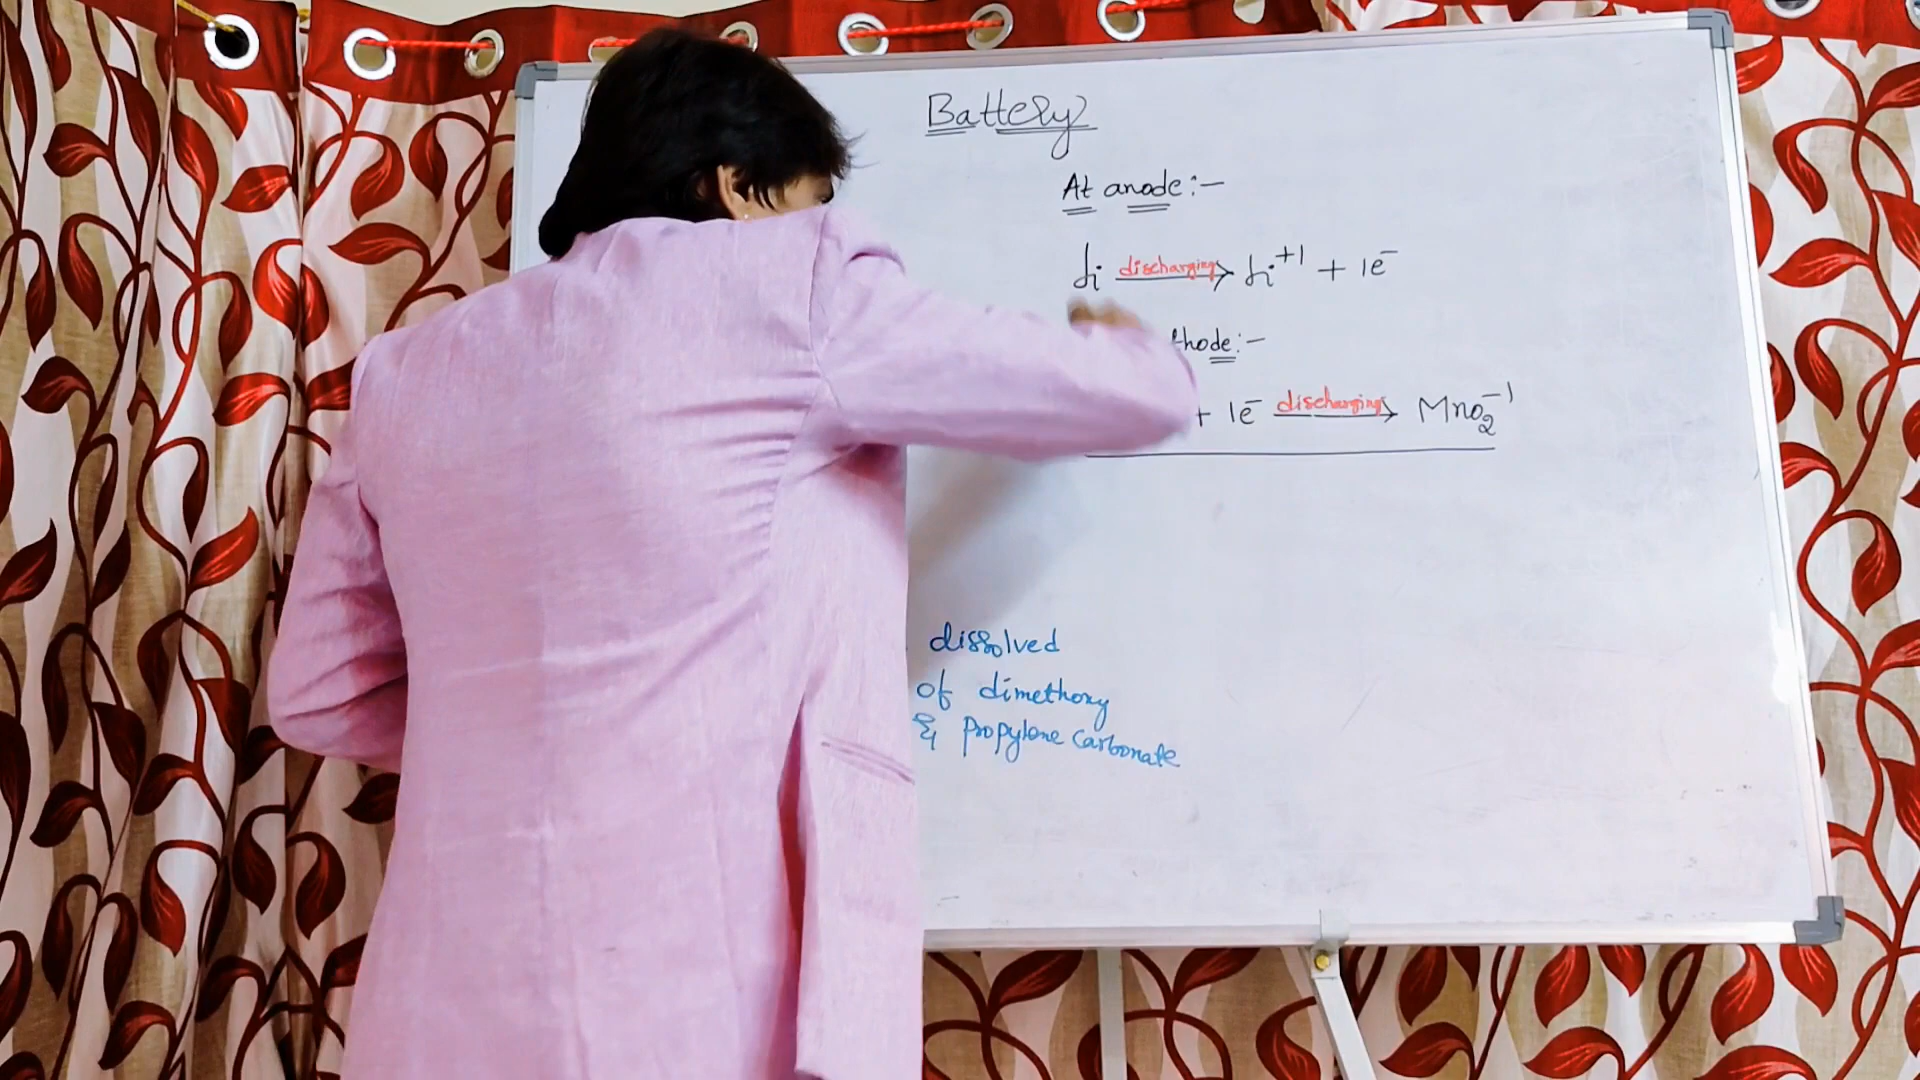 Battery
At anode:-
Li discharging→ Li⁺¹ + 1e⁻
thode:-
+ 1e⁻ discharging→ MnO₂⁻¹
dissolved
of dimethoxy
& propylene carbonate